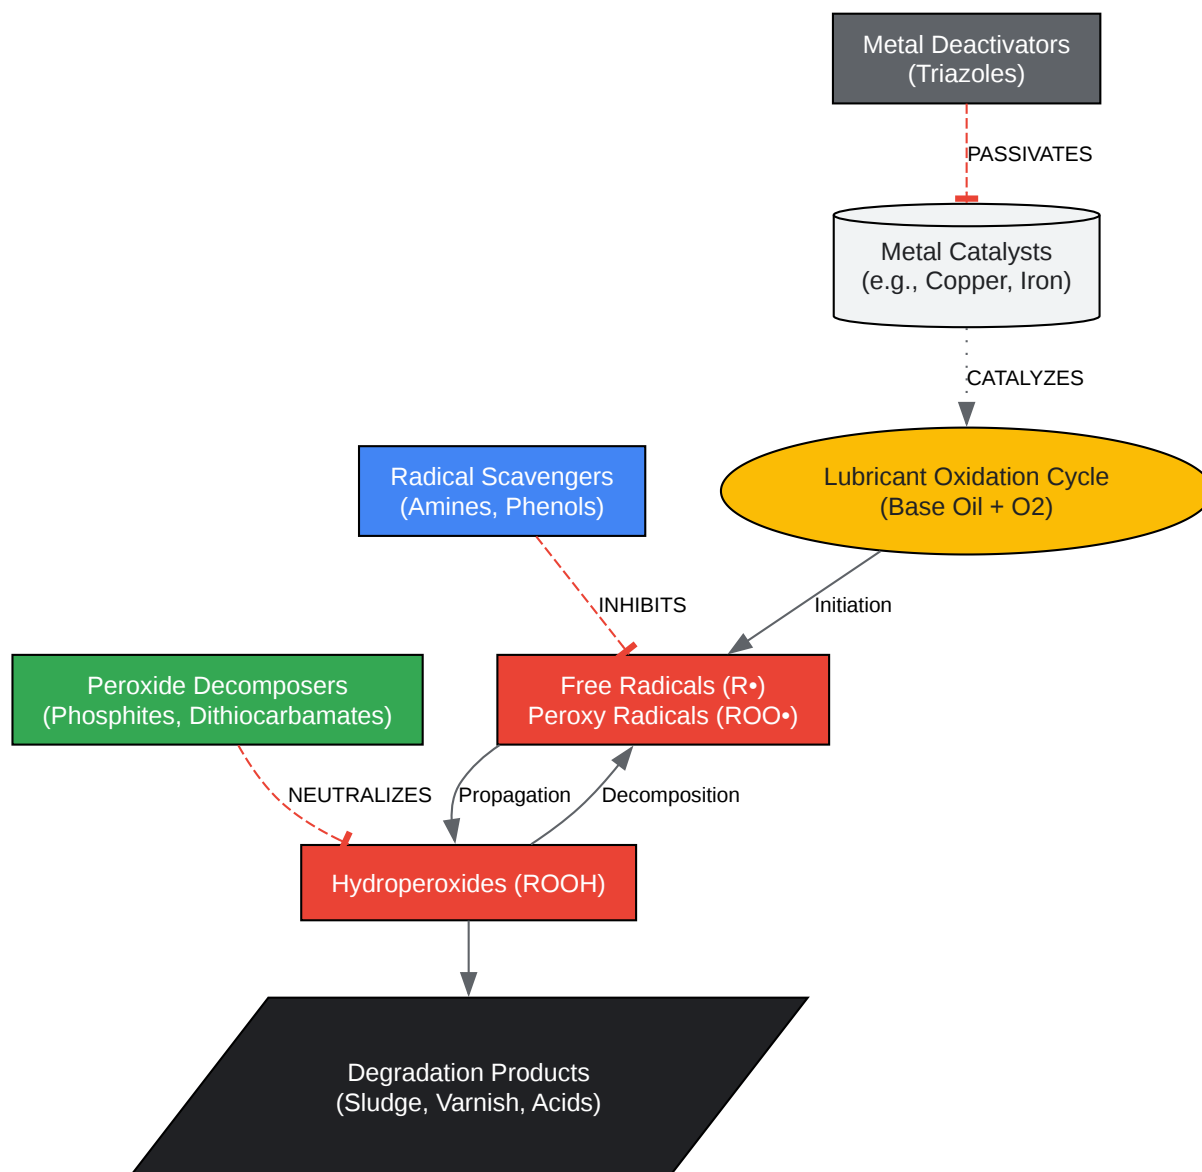 Metal Deactivators
(Triazoles)
PASSIVATES
Metal Catalysts
(e.g., Copper, Iron)
CATALYZES
Radical Scavengers
(Amines, Phenols)
Lubricant Oxidation Cycle
(Base Oil + O2)
INHIBITS
Initiation
Peroxide Decomposers
(Phosphites, Dithiocarbamates)
Free Radicals (R•)
Peroxy Radicals (ROO•)
NEUTRALIZES
Propagation
Decomposition
Hydroperoxides (ROOH)
Degradation Products
(Sludge, Varnish, Acids)